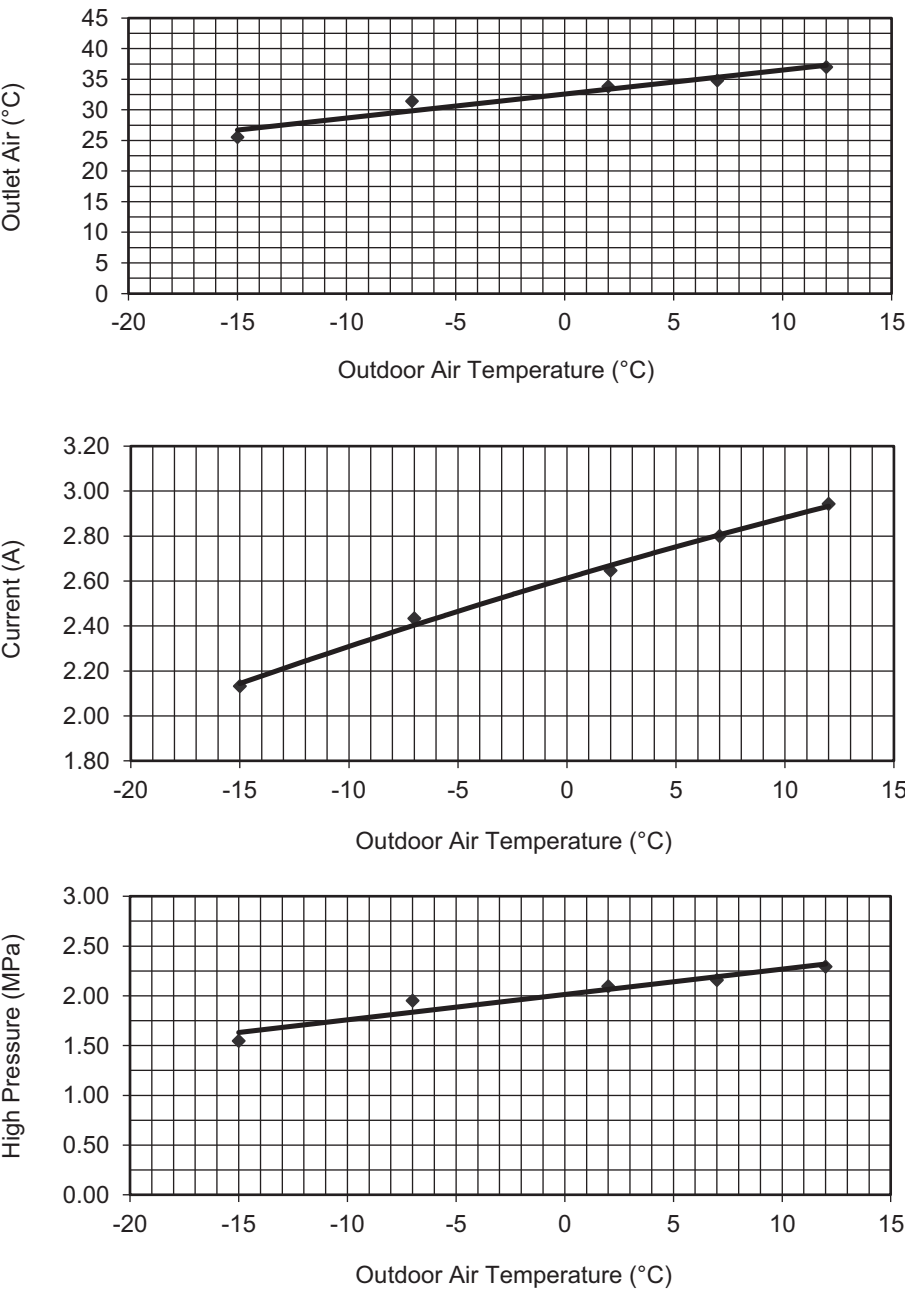 45
40
35
30
25
20
15
10
5
0
Outlet Air (°C)
-20 -15 -10 -5 0 5 10 15
Outdoor Air Temperature (°C)
3.20
3.00
2.80
2.60
2.40
2.20
2.00
1.80
Current (A)
-20 -15 -10 -5 0 5 10 15
Outdoor Air Temperature (°C)
3.00
2.50
2.00
1.50
1.00
0.50
0.00
High Pressure (MPa)
-20 -15 -10 -5 0 5 10 15
Outdoor Air Temperature (°C)